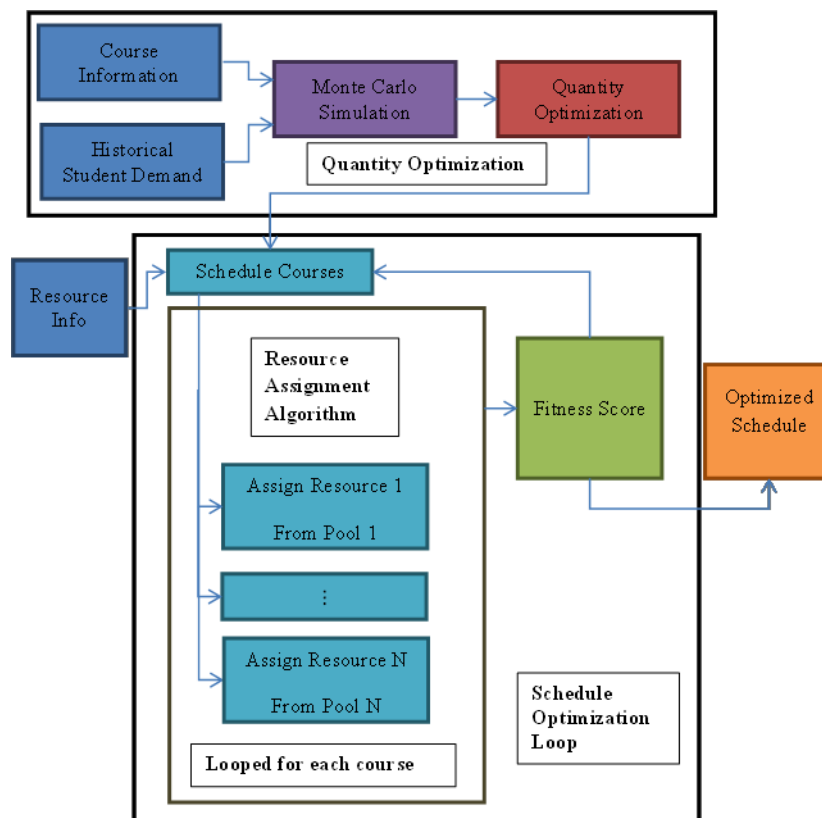 Course
Information
Monte Carlo
Simulation
Quantity
Optimization
Historical
Student Demand
Quantity Optimization
Schedule Courses
Resource
Info
Resource
Assignment
Algorithm
Fitness Score
Optimized
Schedule
Assign Resource 1
From Pool 1
⋮
Assign Resource N
From Pool N
Schedule
Optimization
Loop
Looped for each course